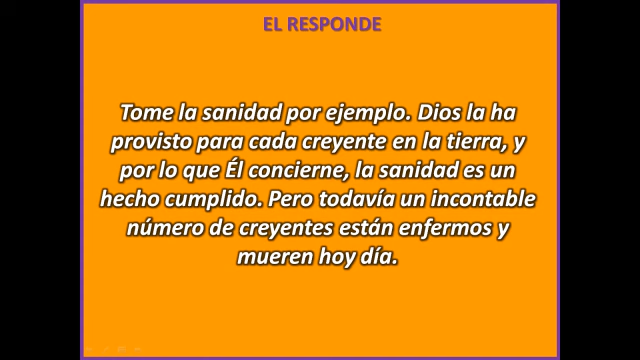 EL RESPONDE
Tome la sanidad por ejemplo. Dios la ha
provisto para cada creyente en la tierra, y
por lo que Él concierne, la sanidad es un
hecho cumplido. Pero todavía un incontable
número de creyentes están enfermos y
mueren hoy día.